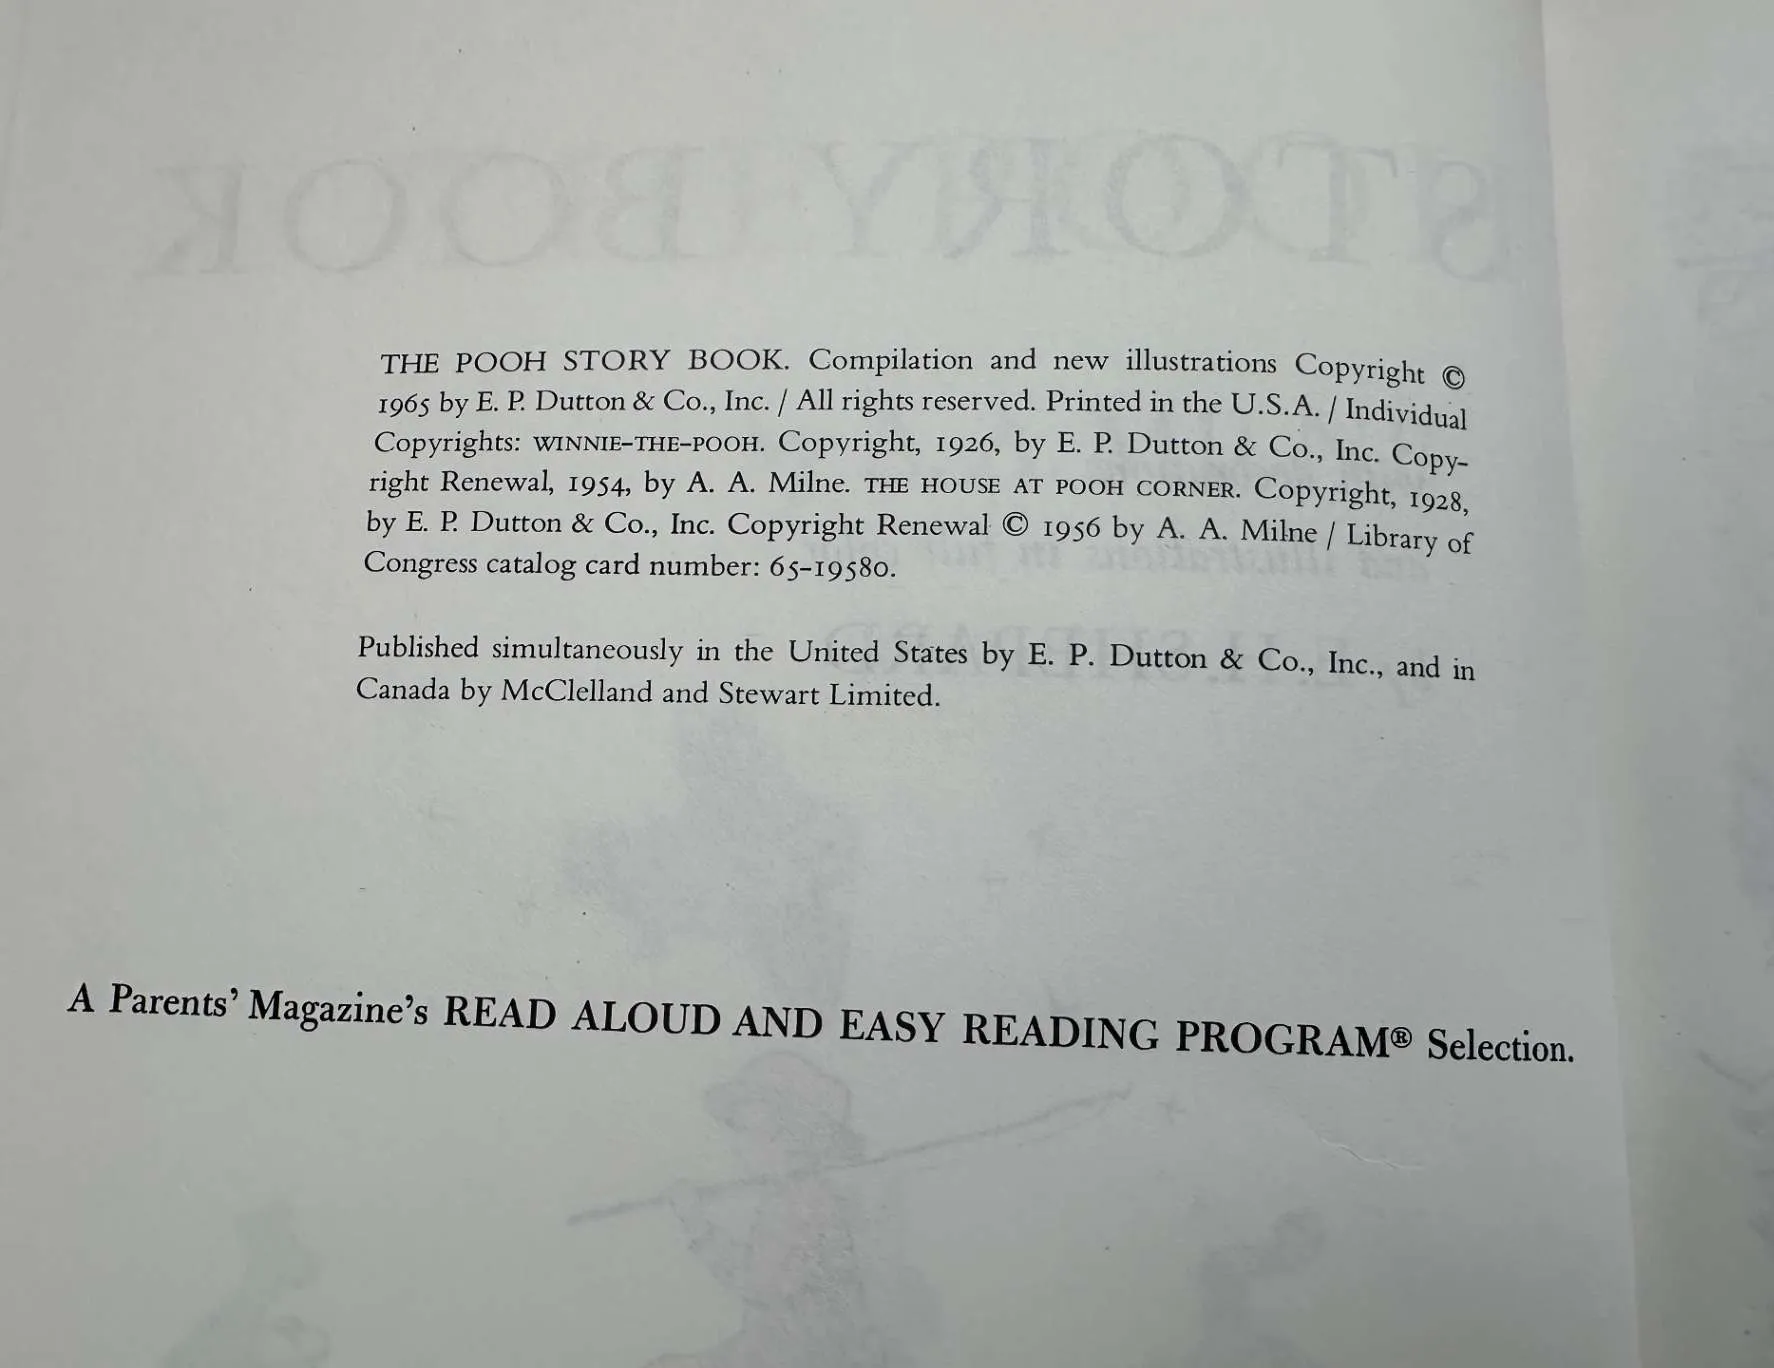 STORY BOOK
THE POOH STORY BOOK. Compilation and new illustrations Copyright ©
1965 by E. P. Dutton & Co., Inc. / All rights reserved. Printed in the U.S.A. / Individual
Copyrights: WINNIE-THE-POOH. Copyright, 1926, by E. P. Dutton & Co., Inc. Copy-
right Renewal, 1954, by A. A. Milne. THE HOUSE AT POOH CORNER. Copyright, 1928,
by E. P. Dutton & Co., Inc. Copyright Renewal © 1956 by A. A. Milne / Library of
Congress catalog card number: 65-19580.
Published simultaneously in the United States by E. P. Dutton & Co., Inc., and in
Canada by McClelland and Stewart Limited.
A Parents' Magazine's READ ALOUD AND EASY READING PROGRAM® Selection.